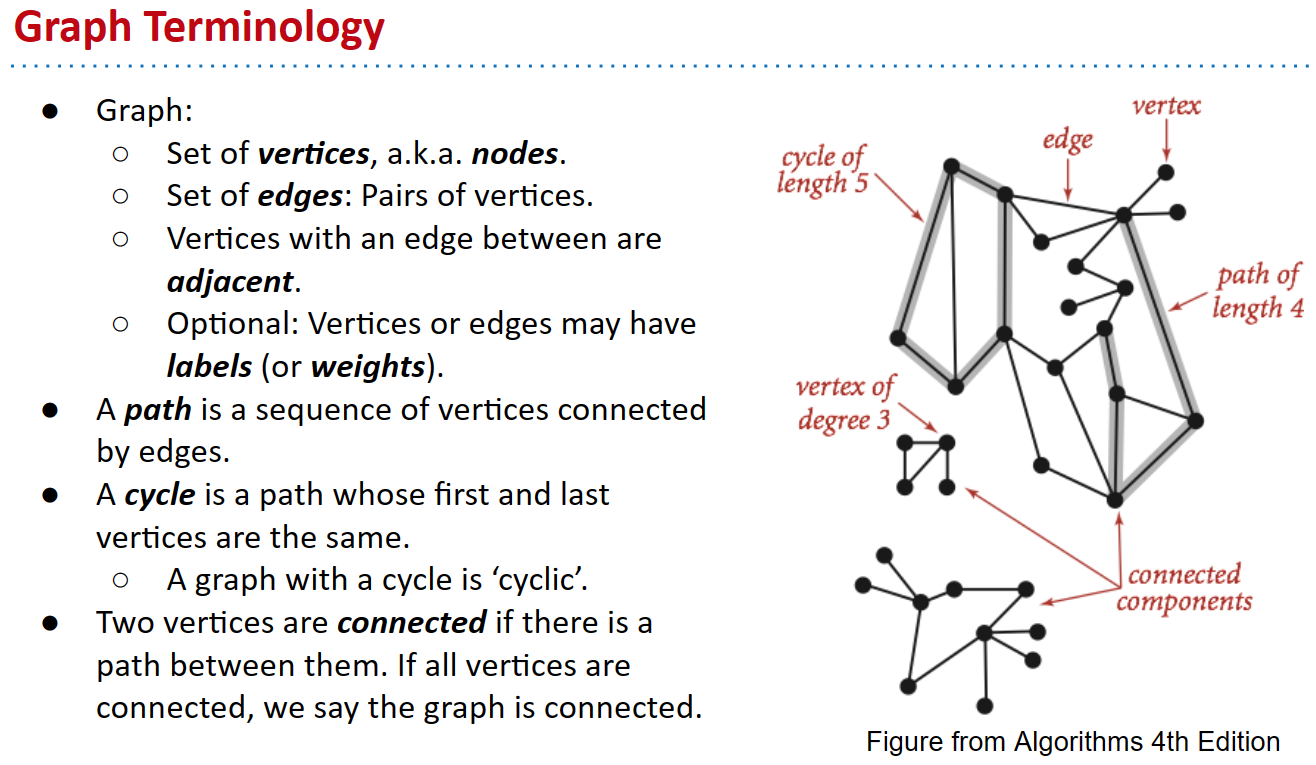 Graph Terminology
● Graph:
○ Set of vertices, a.k.a. nodes.
○ Set of edges: Pairs of vertices.
○ Vertices with an edge between are
adjacent.
○ Optional: Vertices or edges may have
labels (or weights).
● A path is a sequence of vertices connected
by edges.
● A cycle is a path whose first and last
vertices are the same.
○ A graph with a cycle is ‘cyclic’.
● Two vertices are connected if there is a
path between them. If all vertices are
connected, we say the graph is connected.
vertex
edge
cycle of
length 5
path of
length 4
vertex of
degree 3
connected
components
Figure from Algorithms 4th Edition